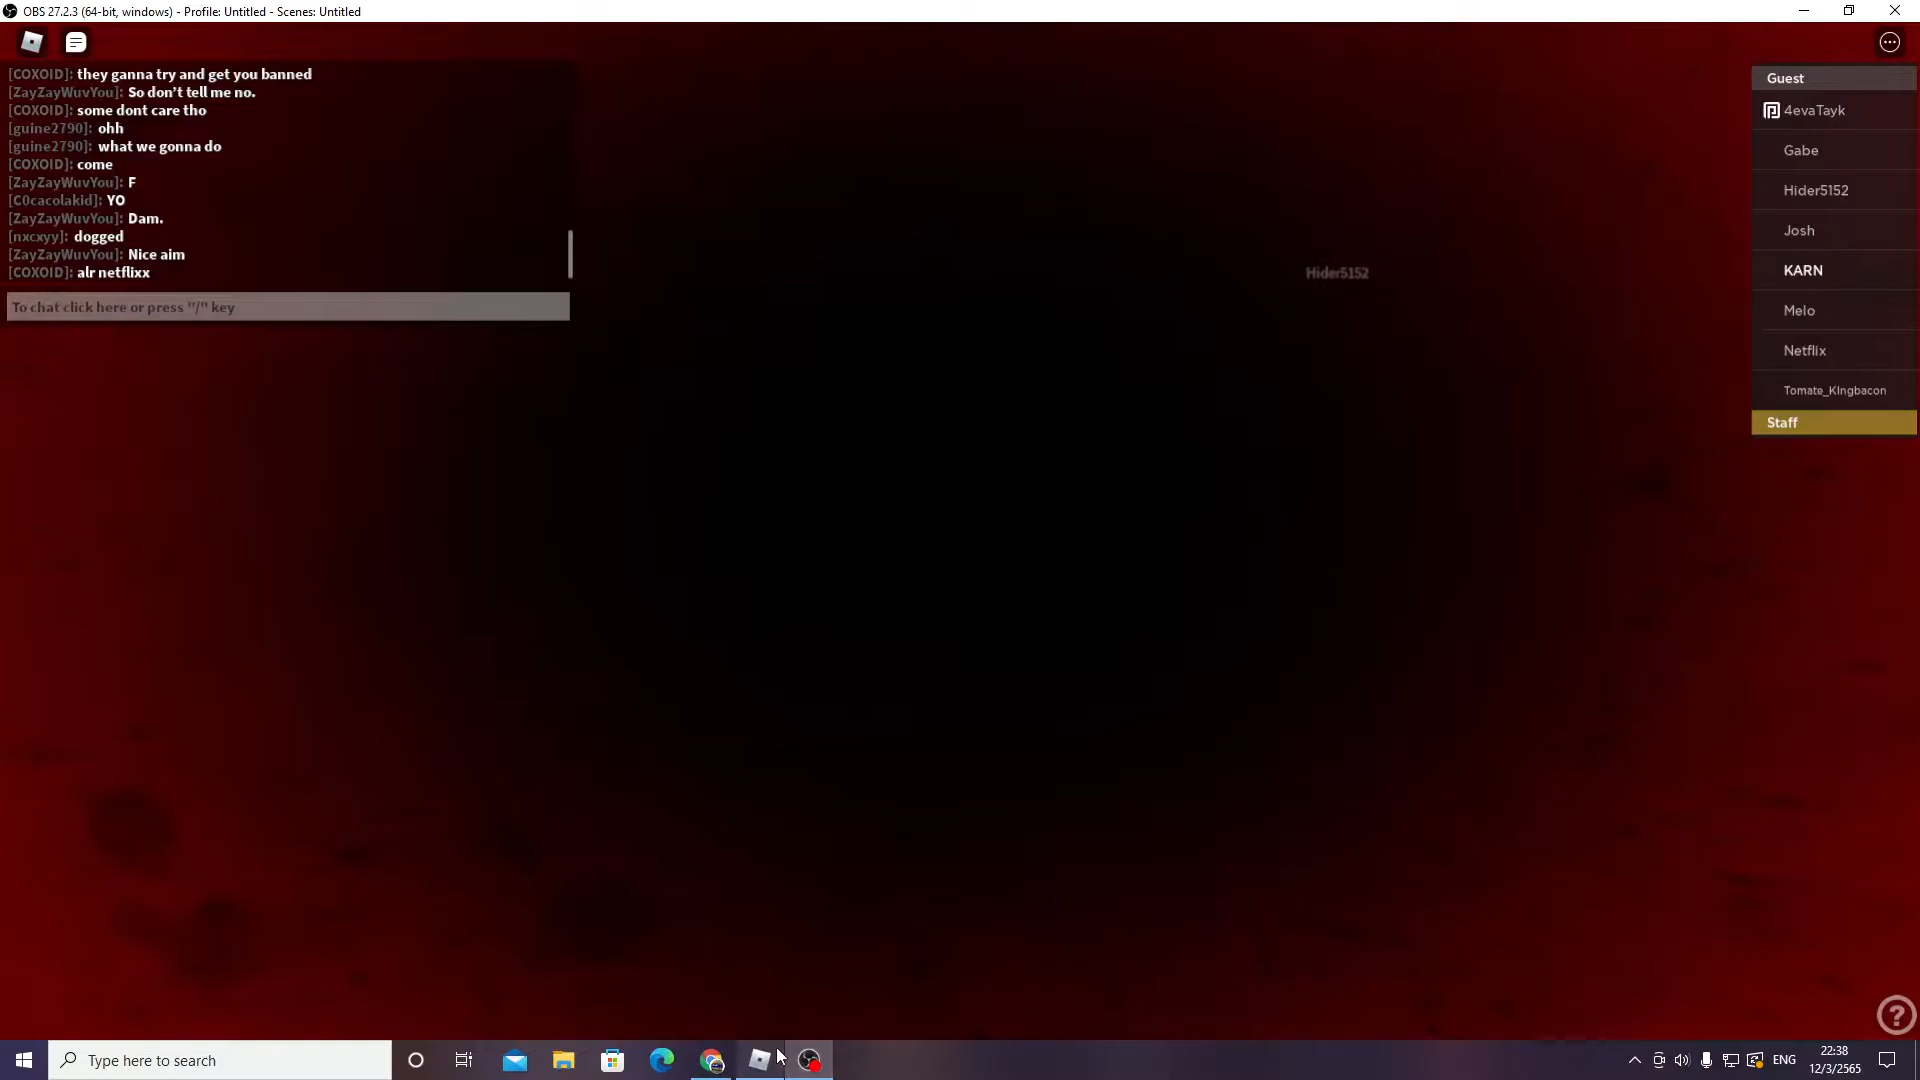 OBS 27.2.3 (64-bit, windows) - Profile: Untitled - Scenes: Untitled
[COXOID]: they ganna try and get you banned
[ZayZayWuvYou]: So don't tell me no.
[COXOID]: some dont care tho
[guine2790]: ohh
[guine2790]: what we gonna do
[COXOID]: come
[ZayZayWuvYou]: F
[C0cacolakid]: YO
[ZayZayWuvYou]: Dam.
[nxcxyy]: dogged
[ZayZayWuvYou]: Nice aim
[COXOID]: alr netflixx
To chat click here or press "/" key
Hider5152
Guest
4evaTayk
Gabe
Hider5152
Josh
KARN
Melo
Netflix
Tomate_KIngbacon
Staff
?
Type here to search
ENG
22:38
12/3/2565